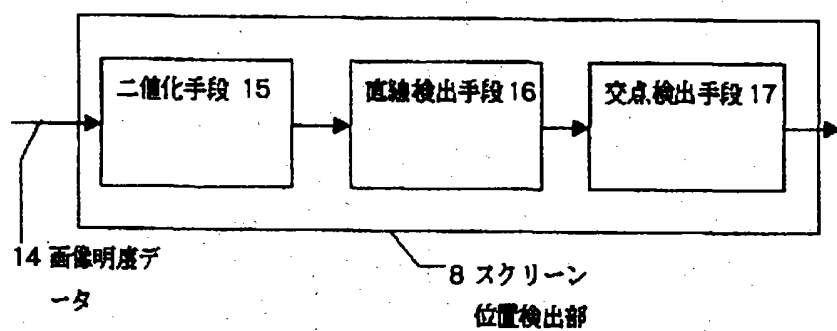 二値化手段 15
直線検出手段 16
交点検出手段 17
14 画像明度デ
ータ
8 スクリーン
位置検出部